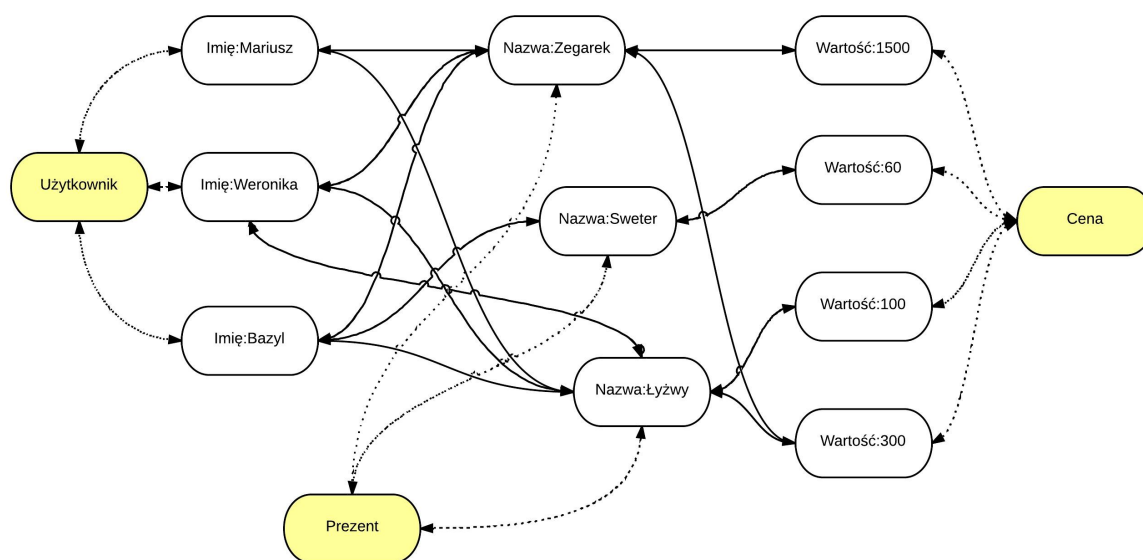 Imię:Mariusz
Nazwa:Zegarek
Wartość:1500
Użytkownik
Imię:Weronika
Nazwa:Sweter
Wartość:60
Cena
Imię:Bazyl
Nazwa:Łyżwy
Wartość:100
Wartość:300
Prezent